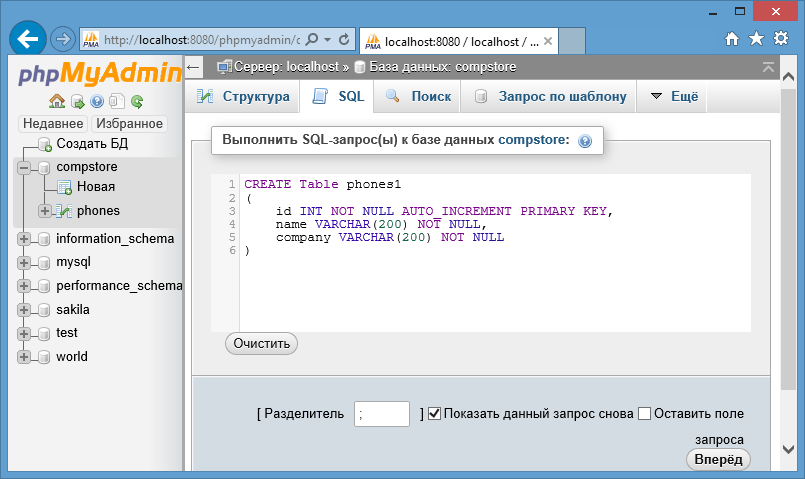 http://localhost:8080/phpmyadmin/c
localhost:8080 / localhost / ...
phpMyAdmin
Недавнее Избранное
Создать БД
compstore
Новая
phones
information_schema
mysql
performance_schema
sakila
test
world
Сервер: localhost » База данных: compstore
Структура SQL Поиск Запрос по шаблону Ещё
Выполнить SQL-запрос(ы) к базе данных compstore:
1 CREATE Table phones1
2 (
3 id INT NOT NULL AUTO_INCREMENT PRIMARY KEY,
4 name VARCHAR(200) NOT NULL,
5 company VARCHAR(200) NOT NULL
6 )
Очистить
[ Разделитель ; ] Показать данный запрос снова Оставить поле
запроса
Вперёд